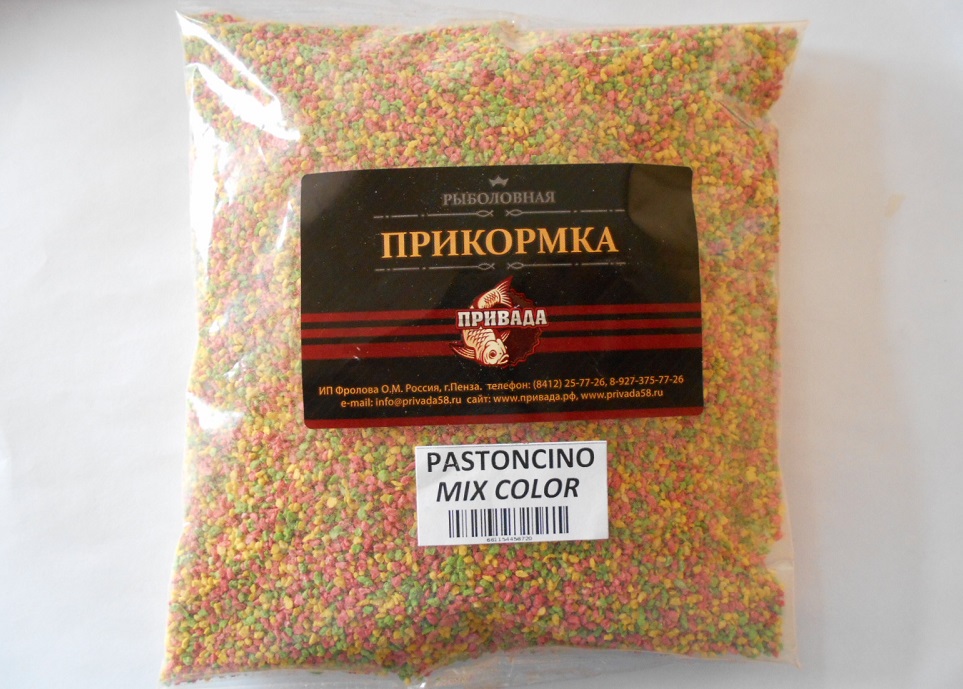 РЫБОЛОВНАЯ
ПРИКОРМКА
ПРИВАДА
ИП Фролова О.М. Россия, г.Пенза. телефон: (8412) 25-77-26, 8-927-375-77-26
e-mail: info@privada58.ru сайт: www.привада.рф, www.privada58.ru
PASTONCINO
MIX COLOR